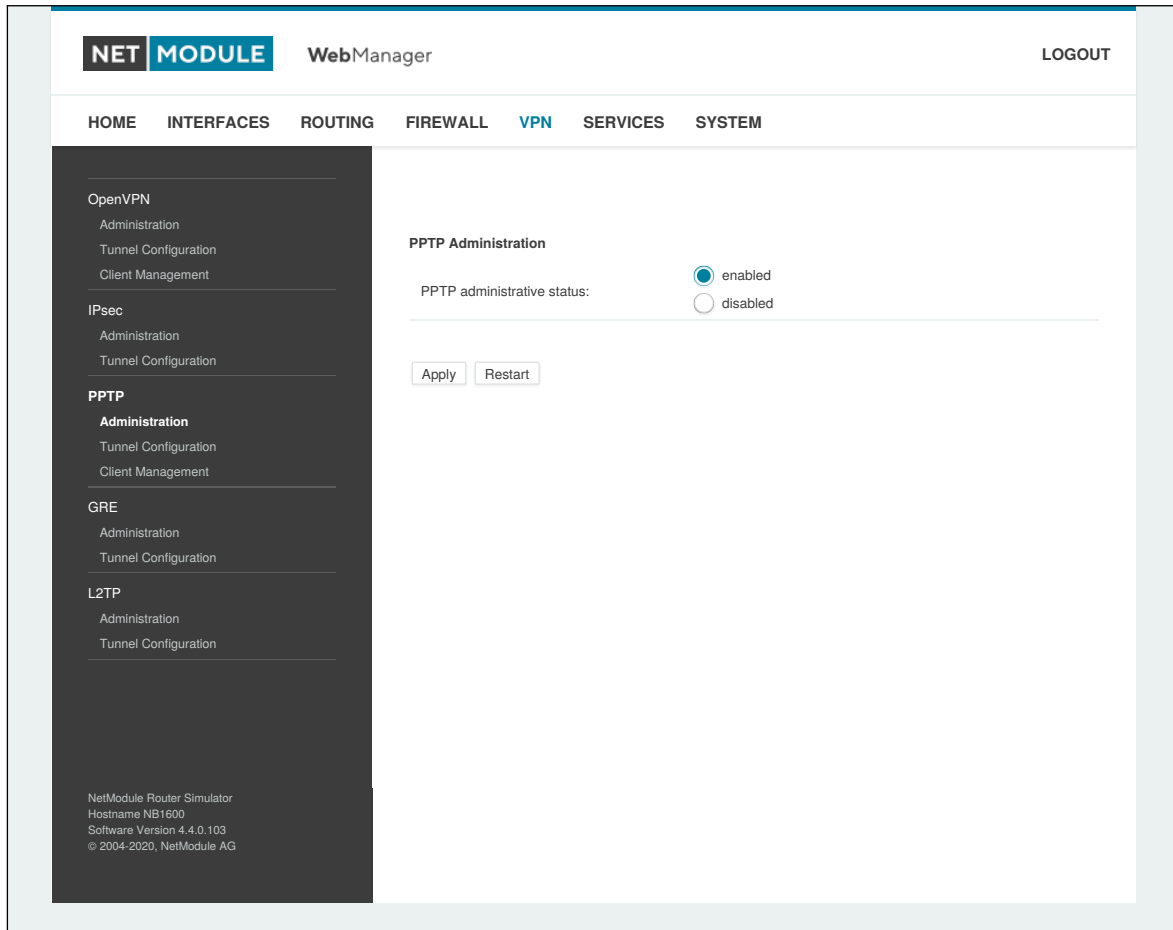 NET MODULE WebManager LOGOUT
HOME INTERFACES ROUTING FIREWALL VPN SERVICES SYSTEM
OpenVPN
Administration
Tunnel Configuration
Client Management
IPsec
Administration
Tunnel Configuration
PPTP
Administration
Tunnel Configuration
Client Management
GRE
Administration
Tunnel Configuration
L2TP
Administration
Tunnel Configuration
NetModule Router Simulator
Hostname NB1600
Software Version 4.4.0.103
© 2004-2020, NetModule AG
PPTP Administration
PPTP administrative status:
enabled
disabled
Apply Restart